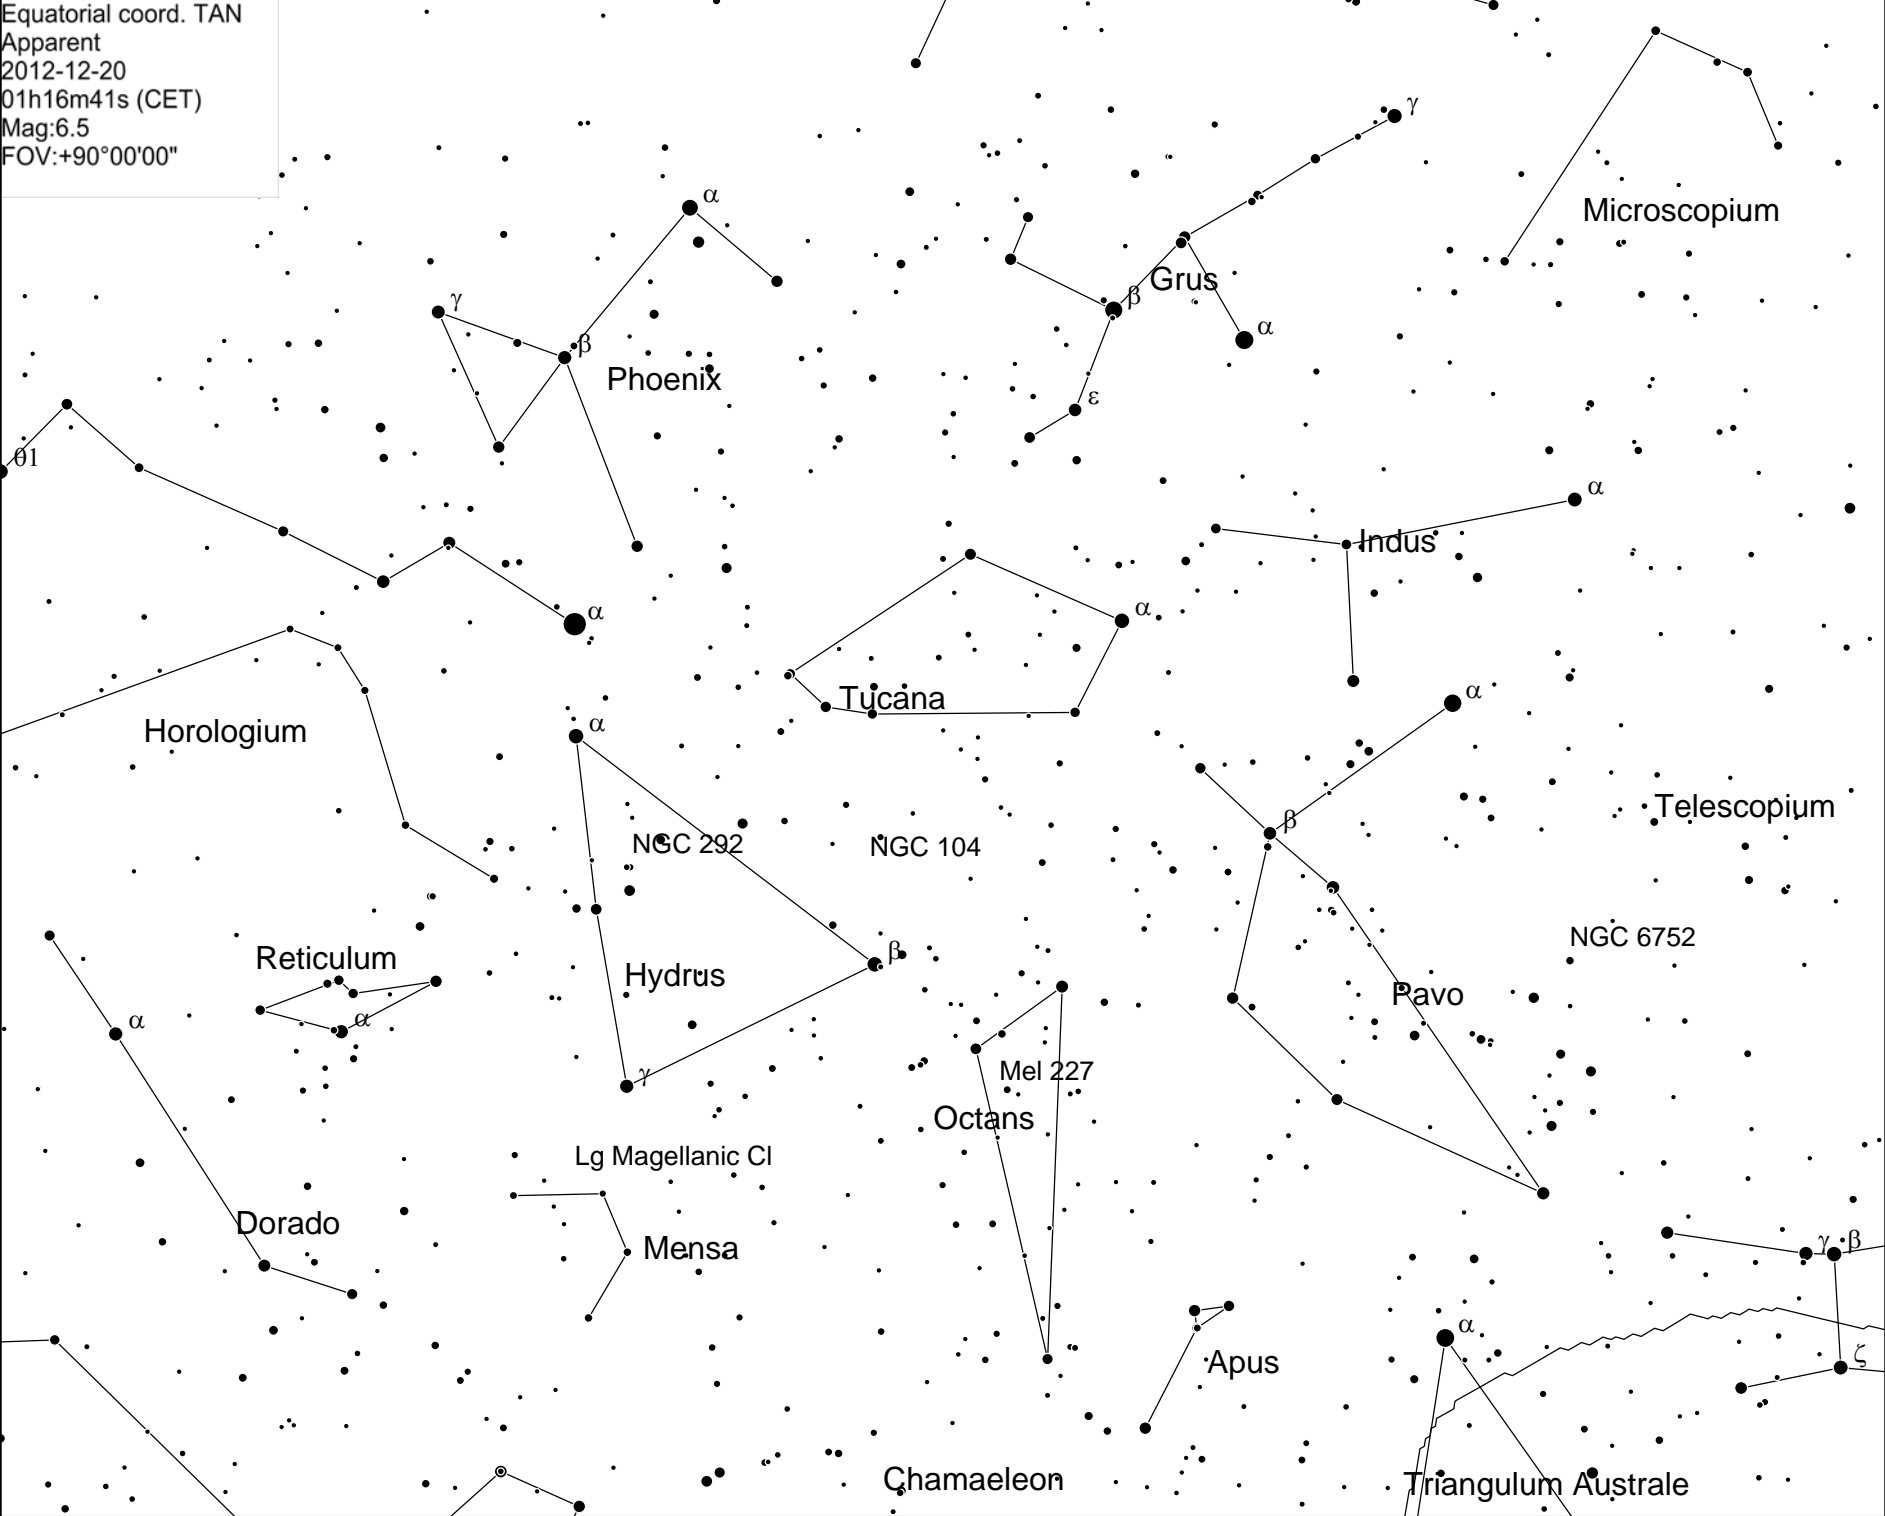 Equatorial coord. TAN
Apparent
2012-12-20
01h16m41s (CET)
Mag:6.5
FOV:+90°00'00"
γ
α
Microscopium
Grus
β
γ
α
β
Phoenix
ε
θ1
α
Indus
α
α
α
Tucana
Horologium
α
Telescopium
β
NGC 292
NGC 104
NGC 6752
β
Reticulum
Hydrus
Pavo
α
α
Mel 227
γ
Octans
Lg Magellanic Cl
Dorado
γ β
Mensa
α
Apus
ζ
Chamaeleon
Triangulum Australe